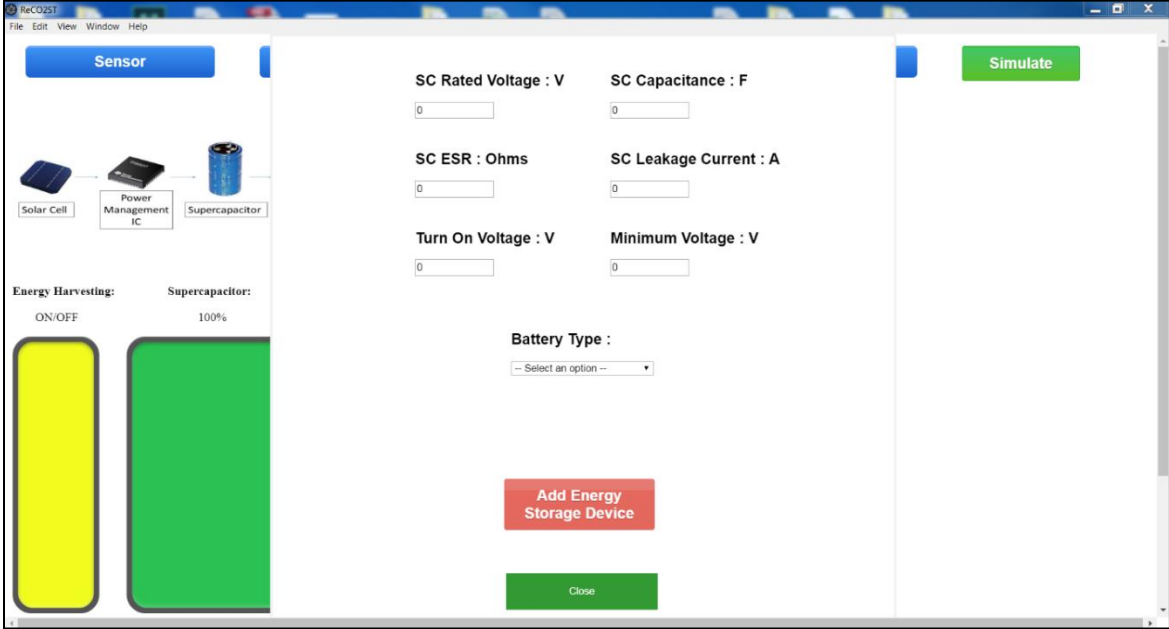 ReCO2ST
File Edit View Window Help
Sensor
Simulate
SC Rated Voltage : V SC Capacitance : F
0 0
SC ESR : Ohms SC Leakage Current : A
0 0
Turn On Voltage : V Minimum Voltage : V
0 0
Battery Type :
-- Select an option --
Add Energy
Storage Device
Close
Solar Cell
Power
Management
IC
Supercapacitor
Energy Harvesting: Supercapacitor:
ON/OFF 100%